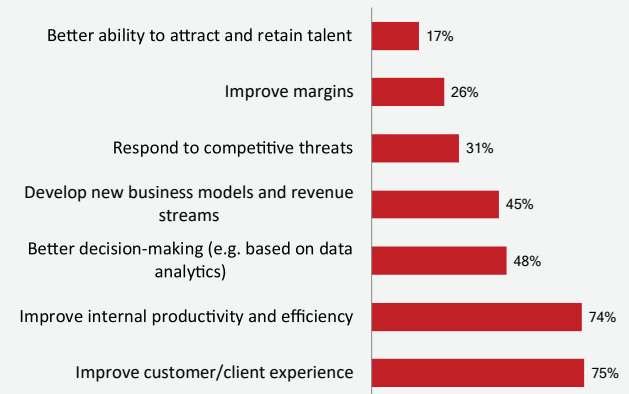 Better ability to attract and retain talent
17%
Improve margins
26%
Respond to competitive threats
31%
Develop new business models and revenue
streams
45%
Better decision-making (e.g. based on data
analytics)
48%
Improve internal productivity and efficiency
74%
Improve customer/client experience
75%